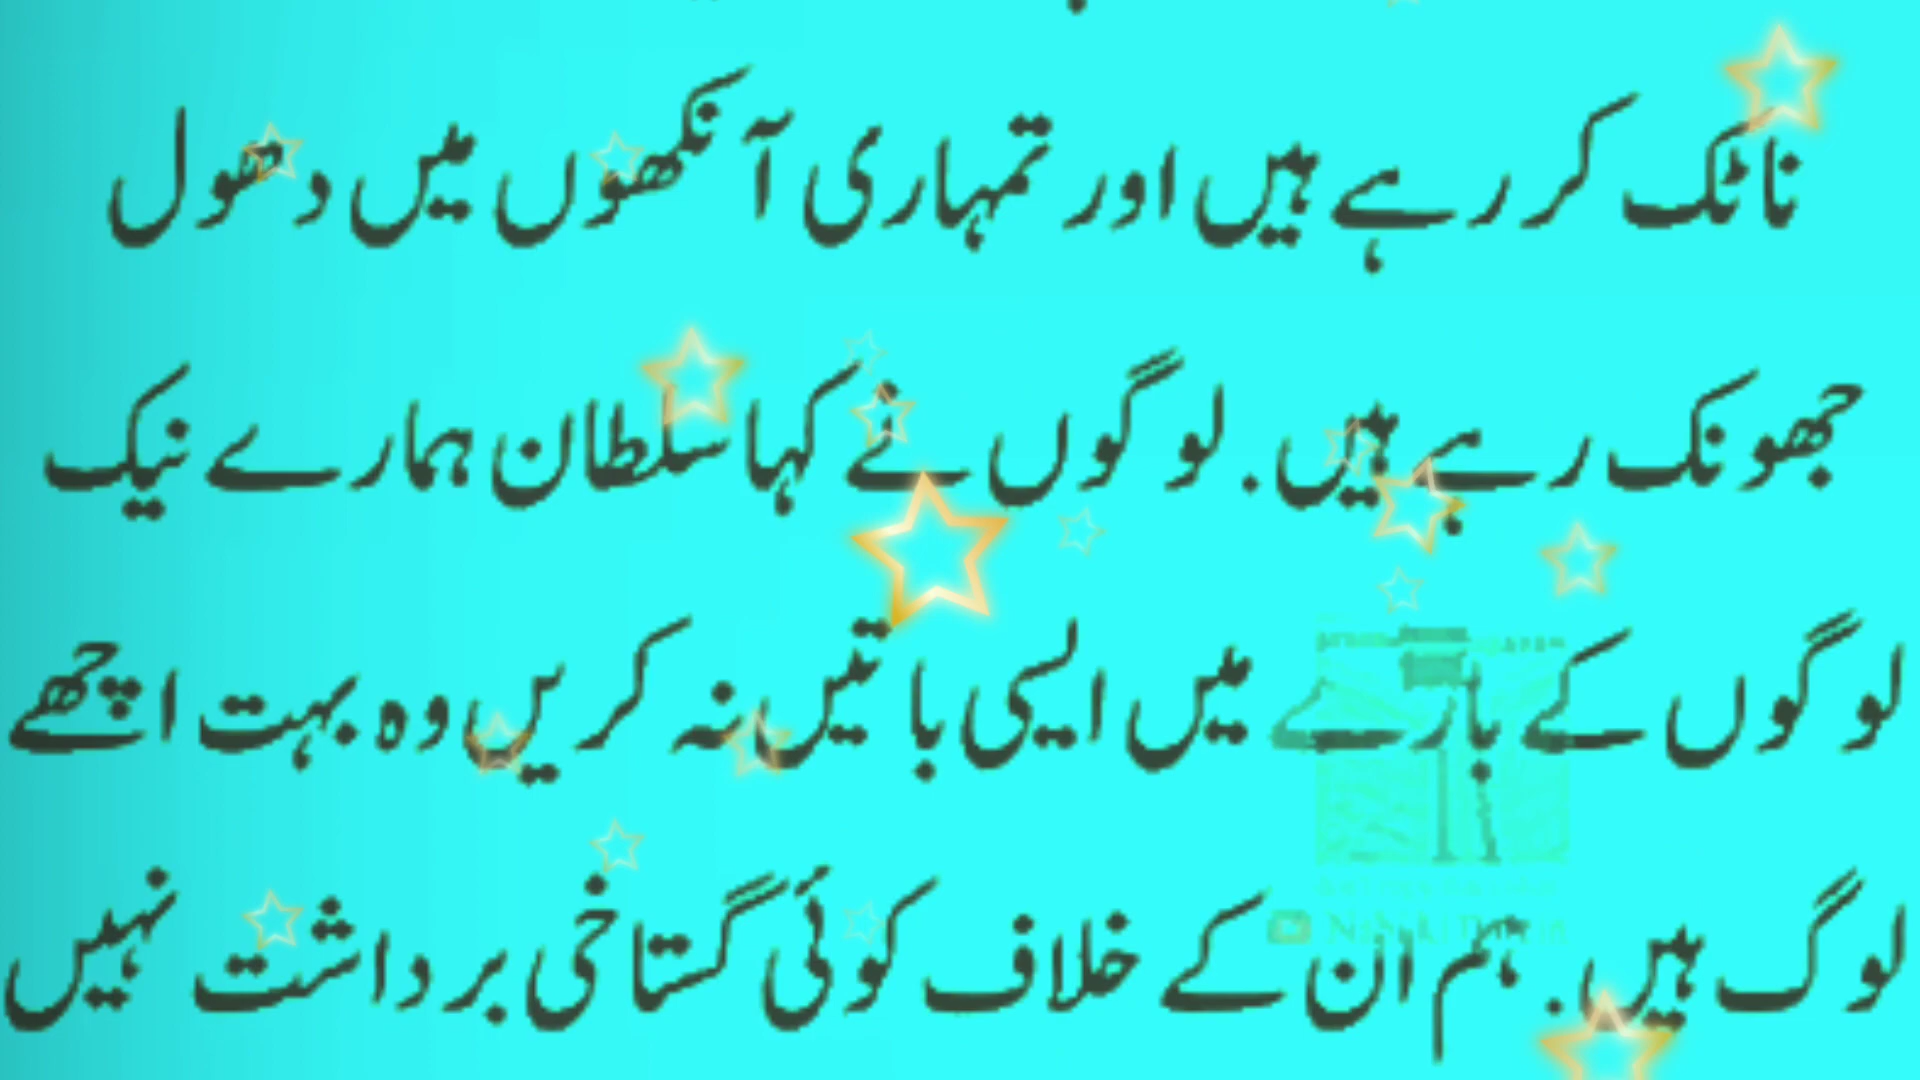 ناٹک کر رہے ہیں اور تمہاری آنکھوں میں دھول
جھونک رہے ہیں. لوگوں نے کہا سلطان ہمارے نیک
لوگوں کے بارے میں ایسی باتیں نہ کریں وہ بہت اچھے
لوگ ہیں. ہم ان کے خلاف کوئی گستاخی برداشت نہیں